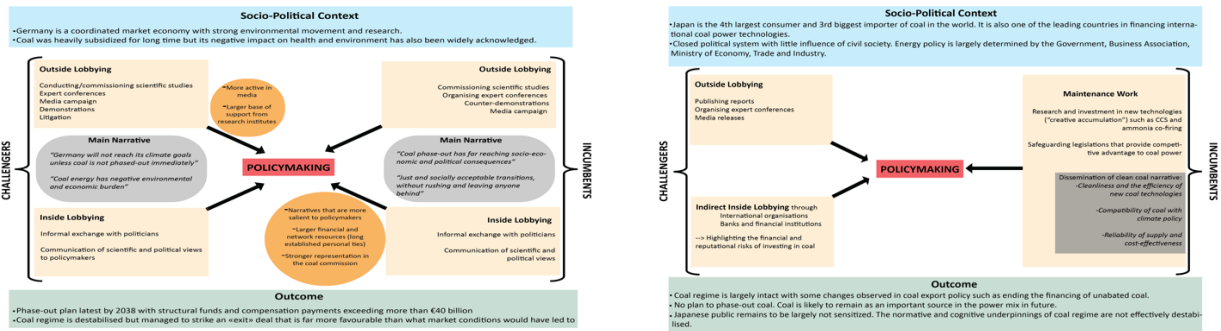 Socio-Political Context
•Germany is a coordinated market economy with strong environmental movement and research.
•Coal was heavily subsidized for long time but its negative impact on health and environment has also been widely acknowledged.
CHALLENGERS
Outside Lobbying
Conducting/commissioning scientific studies
Expert conferences
Media campaign
Demonstrations
Litigation
Main Narrative
"Germany will not reach its climate goals
unless coal is not phased-out immediately"
"Coal energy has negative environmental
and economic burden"
Inside Lobbying
Informal exchange with politicians
Communication of scientific and political views
to policymakers
-More active in
media
-Larger base of
support from
research institutes
POLICYMAKING
-Narratives that are more
salient to policymakers
-Larger financial and
network resources (long
established personal ties)
-Stronger representation in
the coal commission
Outside Lobbying
Commissioning scientific studies
Organising expert conferences
Counter-demonstrations
Media campaign
Main Narrative
"Coal phase-out has far reaching socio-eco-
nomic and political consequences"
"Just and socially acceptable transitions,
without rushing and leaving anyone
behind"
Inside Lobbying
Informal exchange with politicians
Communication of scientific and
political views
INCUMBENTS
Outcome
•Phase-out plan latest by 2038 with structural funds and compensation payments exceeding more than €40 billion
•Coal regime is destabilised but managed to strike an «exit» deal that is far more favourable than what market conditions would have led to
Socio-Political Context
•Japan is the 4th largest consumer and 3rd biggest importer of coal in the world. It is also one of the leading countries in financing interna-
tional coal power technologies.
•Closed political system with little influence of civil society. Energy policy is largely determined by the Government, Business Association,
Ministry of Economy, Trade and Industry.
CHALLENGERS
Outside Lobbying
Publishing reports
Organising expert conferences
Media releases
Indirect Inside Lobbying through
International organisations
Banks and financial institutions
--> Highlighting the financial and
reputational risks of investing in coal
POLICYMAKING
Maintenance Work
Research and investment in new technologies
("creative accumulation") such as CCS and
ammonia co-firing
Safeguarding legislations that provide competi-
tive advantage to coal power
Dissemination of clean coal narrative:
-Cleanliness and the efficiency of
new coal technologies
-Compatibility of coal with
climate policy
-Reliability of supply and
cost-effectiveness
INCUMBENTS
Outcome
• Coal regime is largely intact with some changes observed in coal export policy such as ending the financing of unabated coal.
• No plan to phase-out coal. Coal is likely to remain as an important source in the power mix in future.
• Japanese public remains to be largely not sensitized. The normative and cognitive underpinnings of coal regime are not effectively destabi-
lised.